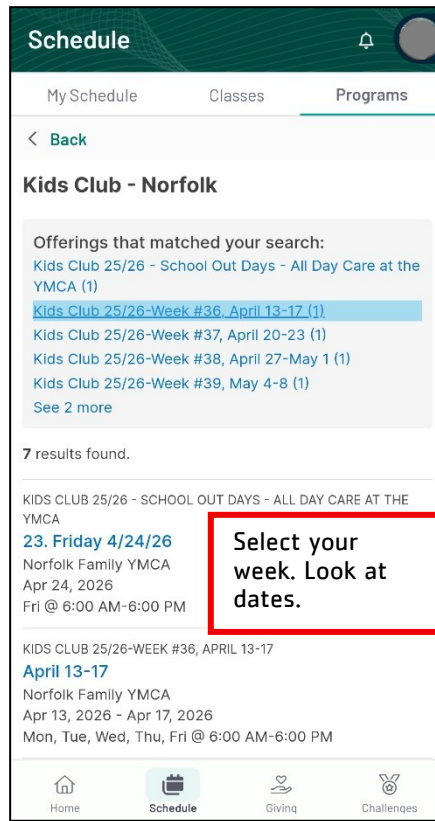 Schedule
My Schedule
Classes
Programs
Back
Kids Club - Norfolk
Offerings that matched your search:
Kids Club 25/26 - School Out Days - All Day Care at the
YMCA (1)
Kids Club 25/26-Week #36, April 13-17 (1)
Kids Club 25/26-Week #37, April 20-23 (1)
Kids Club 25/26-Week #38, April 27-May 1 (1)
Kids Club 25/26-Week #39, May 4-8 (1)
See 2 more
7 results found.
KIDS CLUB 25/26 - SCHOOL OUT DAYS - ALL DAY CARE AT THE
YMCA
23. Friday 4/24/26
Norfolk Family YMCA
Apr 24, 2026
Fri @ 6:00 AM-6:00 PM
Select your
week. Look at
dates.
KIDS CLUB 25/26-WEEK #36, APRIL 13-17
April 13-17
Norfolk Family YMCA
Apr 13, 2026 - Apr 17, 2026
Mon, Tue, Wed, Thu, Fri @ 6:00 AM-6:00 PM
Home
Schedule
Giving
Challenges